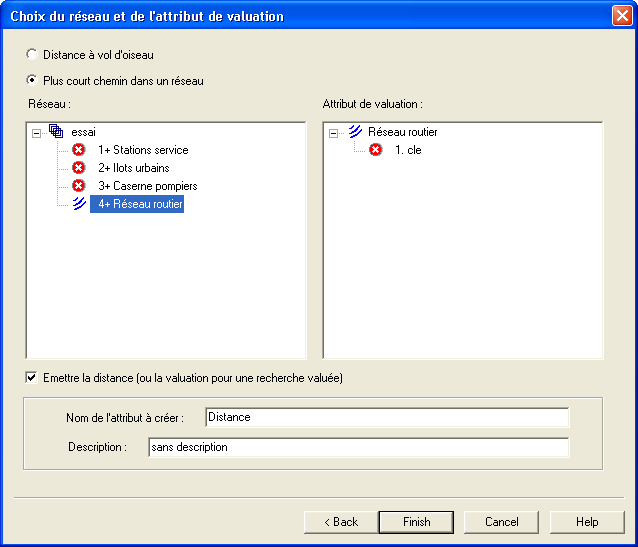 Choix du réseau et de l'attribut de valuation
Distance à vol d'oiseau
Plus court chemin dans un réseau
Réseau :
Attribut de valuation :
essai
1+ Stations service
2+ Ilots urbains
3+ Caserne pompiers
4+ Réseau routier
Réseau routier
1. cle
Emettre la distance (ou la valuation pour une recherche valuée)
Nom de l'attribut à créer : Distance
Description : sans description
< Back Finish Cancel Help